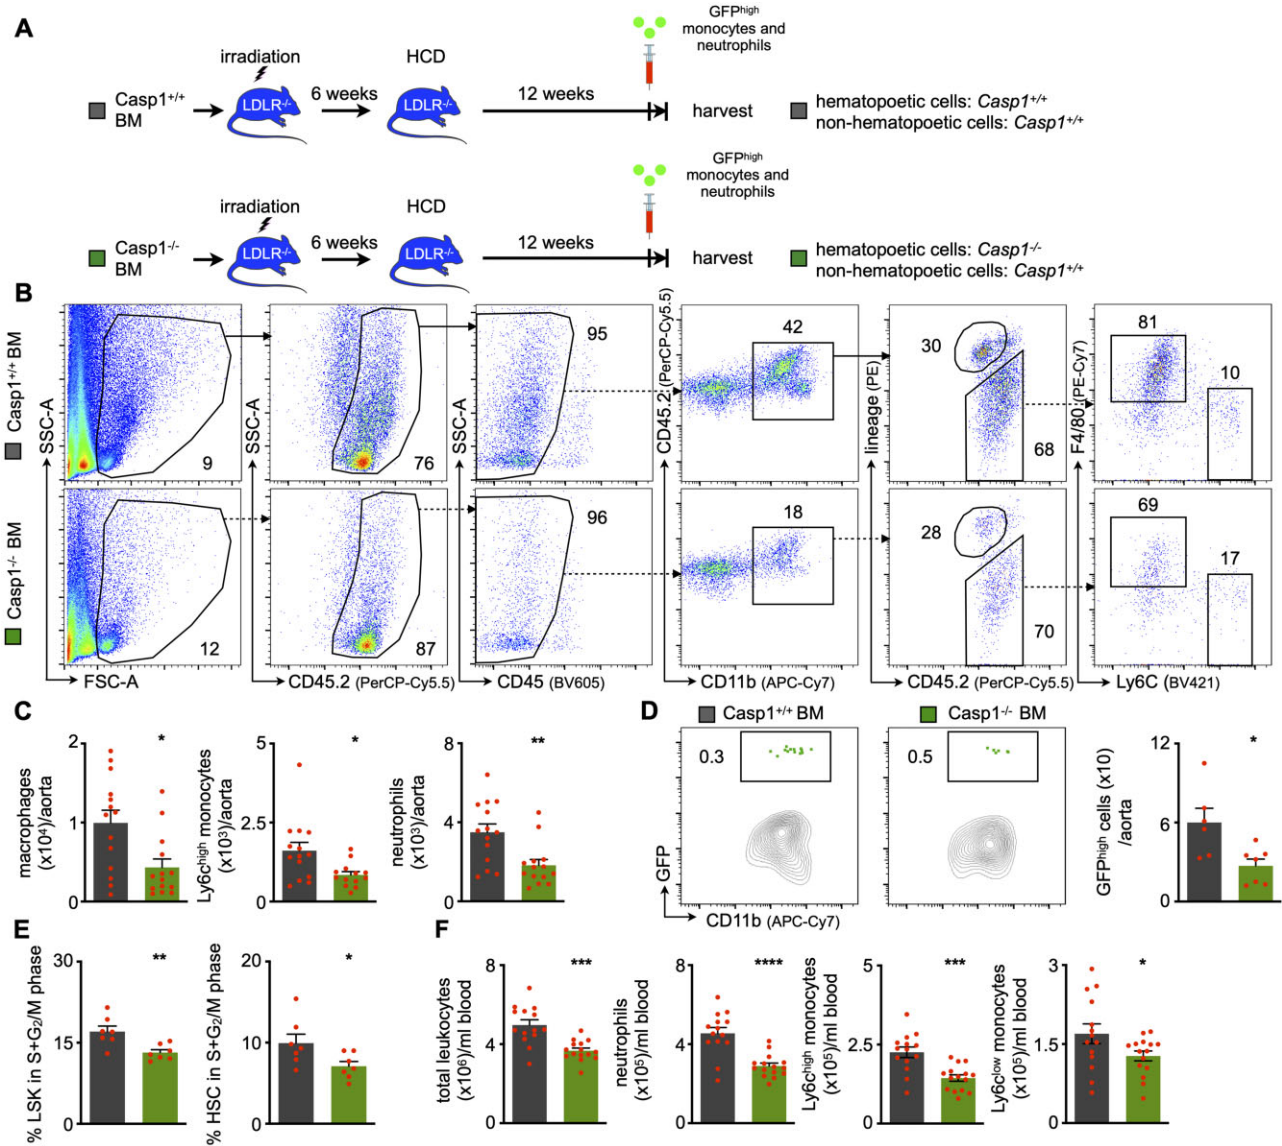 A
GFPhigh
monocytes and
neutrophils
irradiation
HCD
Casp1+/+
BM
LDLR-/-
6 weeks
LDLR-/-
12 weeks
harvest
hematopoetic cells: Casp1+/+
non-hematopoetic cells: Casp1+/+
GFPhigh
monocytes and
neutrophils
irradiation
HCD
Casp1-/-
BM
LDLR-/-
6 weeks
LDLR-/-
12 weeks
harvest
hematopoetic cells: Casp1-/-
non-hematopoetic cells: Casp1+/+
B
Casp1+/+ BM
SSC-A
9
SSC-A
76
SSC-A
95
CD45.2 (PerCP-Cy5.5)
42
lineage (PE)
30
68
F4/80 (PE-Cy7)
81
10
Casp1-/- BM
12
87
96
18
28
70
69
17
FSC-A
CD45.2 (PerCP-Cy5.5)
CD45 (BV605)
CD11b (APC-Cy7)
CD45.2 (PerCP-Cy5.5)
Ly6C (BV421)
C
macrophages
(x10⁴)/aorta
2
1
0
*
Ly6chigh monocytes
(x10³)/aorta
5
2.5
0
*
neutrophils
(x10³)/aorta
8
4
0
**
D
Casp1+/+ BM
Casp1-/- BM
0.3
0.5
GFP
CD11b (APC-Cy7)
GFPhigh cells (x10)
/aorta
12
6
0
*
E
% LSK in S+G₂/M phase
30
15
0
**
% HSC in S+G₂/M phase
20
10
0
*
F
total leukocytes
(x10⁶)/ml blood
8
4
0
***
neutrophils
(x10⁵)/ml blood
8
4
0
****
Ly6chigh monocytes
(x10⁵)/ml blood
5
2.5
0
***
Ly6clow monocytes
(x10⁵)/ml blood
3
1.5
0
*